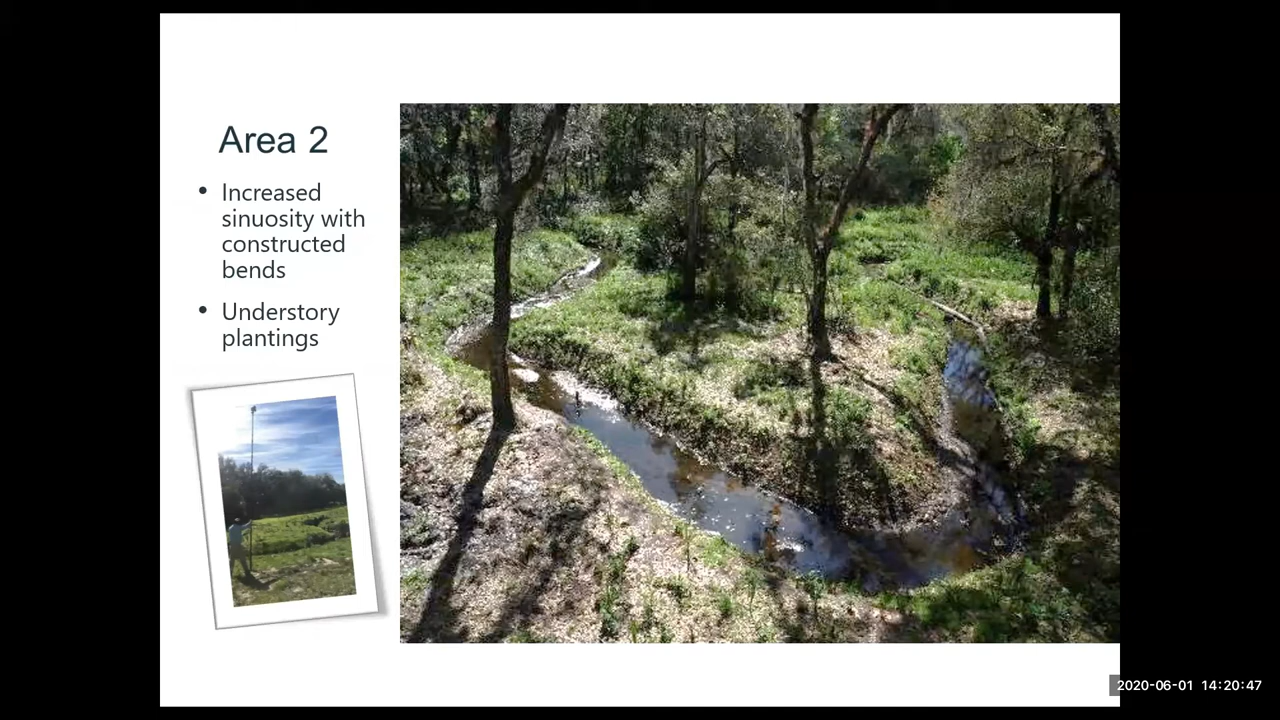 Area 2
• Increased
sinuosity with
constructed
bends
• Understory
plantings
2020-06-01 14:20:47